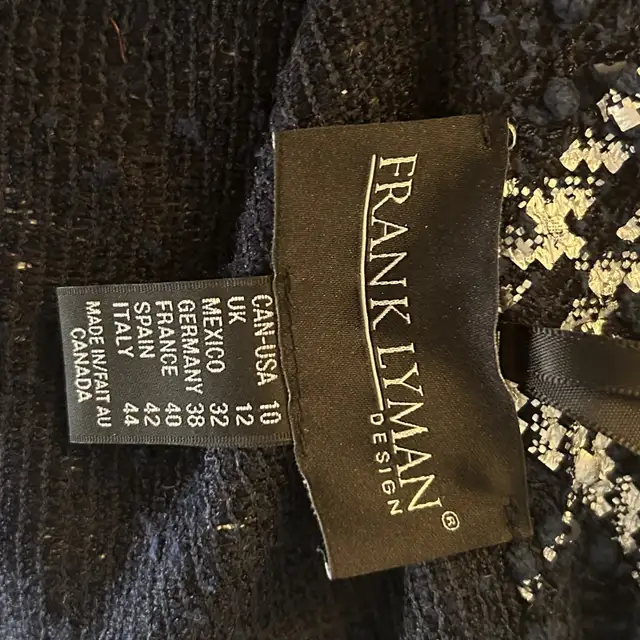 FRANK LYMAN®
DESIGN
CAN-USA 10
UK 12
MEXICO 32
GERMANY 38
FRANCE 40
SPAIN 42
ITALY 44
MADE IN/FAIT AU
CANADA